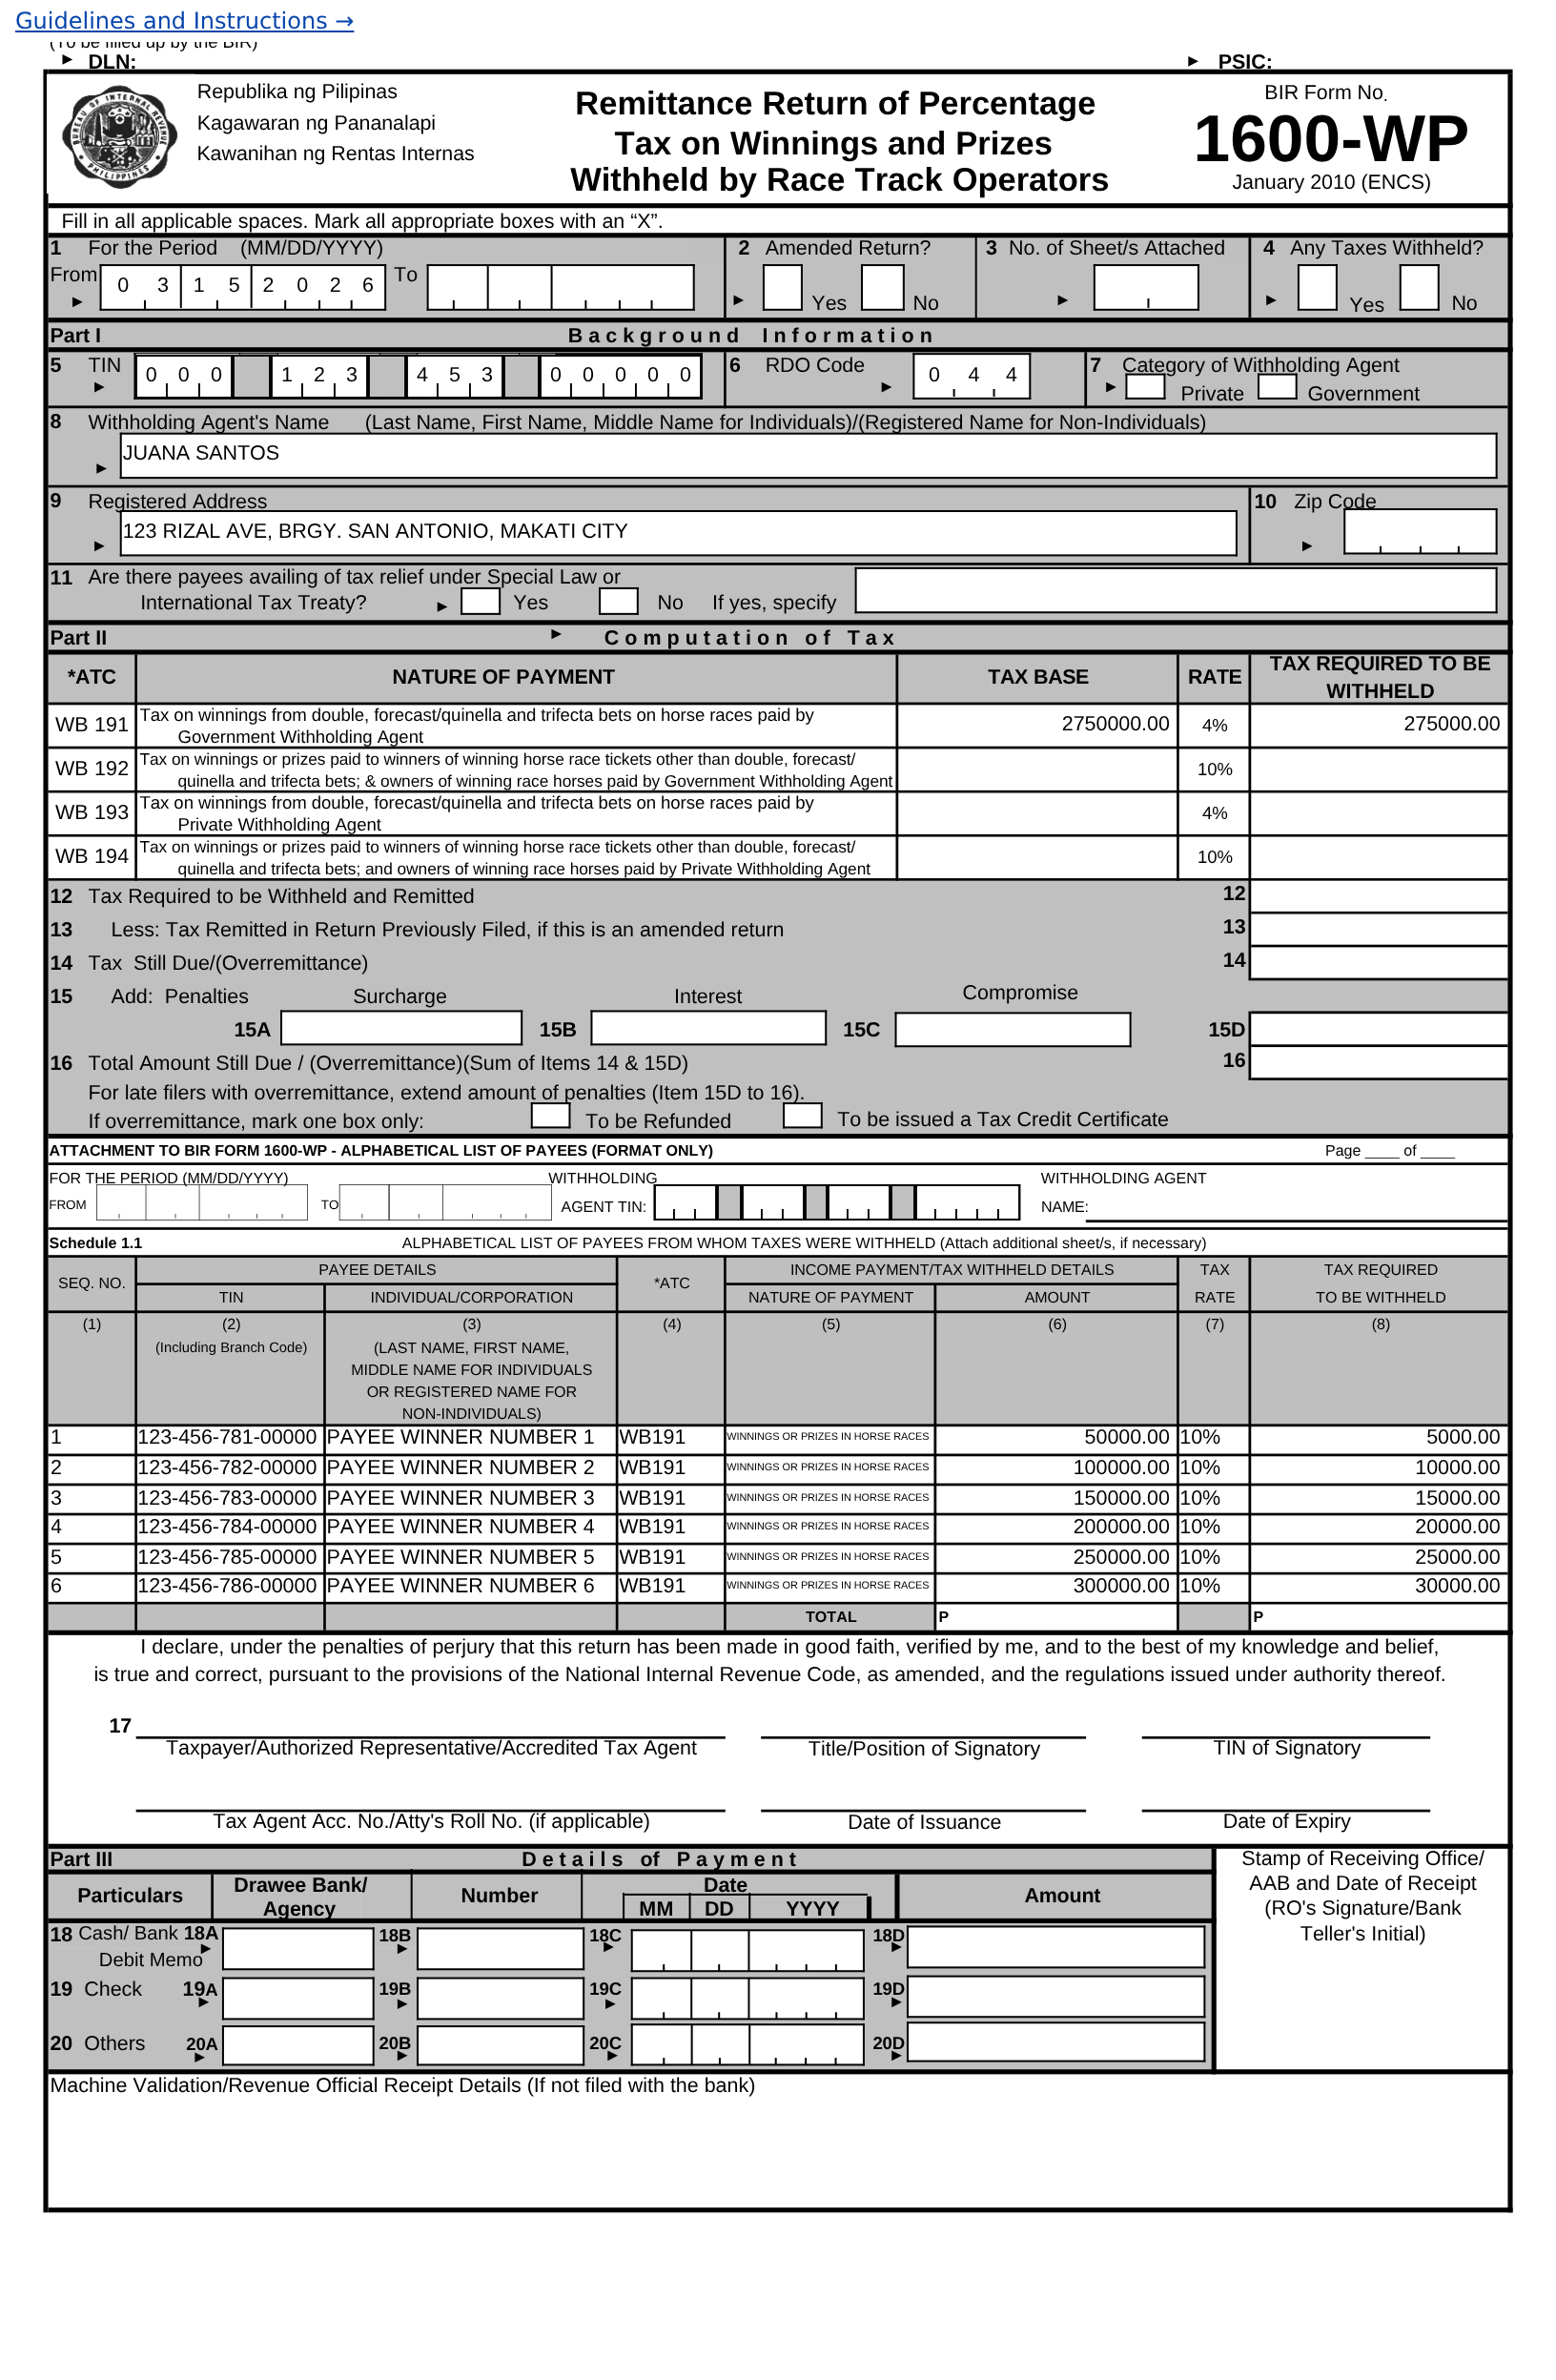 Guidelines and Instructions →
(To be filled up by the BIR)
DLN: PSIC:
Republika ng Pilipinas
Kagawaran ng Pananalapi
Kawanihan ng Rentas Internas
BUREAU OF INTERNAL REVENUE
PHILIPPINES
Remittance Return of Percentage
Tax on Winnings and Prizes
Withheld by Race Track Operators
BIR Form No.
1600-WP
January 2010 (ENCS)
Fill in all applicable spaces. Mark all appropriate boxes with an “X”.
1 For the Period (MM/DD/YYYY)
From 0 3 1 5 2 0 2 6 To
2 Amended Return?
Yes No
3 No. of Sheet/s Attached
4 Any Taxes Withheld?
Yes No
Part I Background Information
5 TIN 0 0 0 1 2 3 4 5 3 0 0 0 0 0
6 RDO Code 0 4 4
7 Category of Withholding Agent
Private Government
8 Withholding Agent's Name (Last Name, First Name, Middle Name for Individuals)/(Registered Name for Non-Individuals)
JUANA SANTOS
9 Registered Address
123 RIZAL AVE, BRGY. SAN ANTONIO, MAKATI CITY
10 Zip Code
11 Are there payees availing of tax relief under Special Law or
International Tax Treaty? Yes No If yes, specify
Part II Computation of Tax
*ATC NATURE OF PAYMENT TAX BASE RATE TAX REQUIRED TO BE WITHHELD
WB 191 Tax on winnings from double, forecast/quinella and trifecta bets on horse races paid by
Government Withholding Agent 2750000.00 4% 275000.00
WB 192 Tax on winnings or prizes paid to winners of winning horse race tickets other than double, forecast/
quinella and trifecta bets; & owners of winning race horses paid by Government Withholding Agent 10%
WB 193 Tax on winnings from double, forecast/quinella and trifecta bets on horse races paid by
Private Withholding Agent 4%
WB 194 Tax on winnings or prizes paid to winners of winning horse race tickets other than double, forecast/
quinella and trifecta bets; and owners of winning race horses paid by Private Withholding Agent 10%
12 Tax Required to be Withheld and Remitted 12
13 Less: Tax Remitted in Return Previously Filed, if this is an amended return 13
14 Tax Still Due/(Overremittance) 14
15 Add: Penalties Surcharge Interest Compromise
15A 15B 15C 15D
16 Total Amount Still Due / (Overremittance)(Sum of Items 14 & 15D) 16
For late filers with overremittance, extend amount of penalties (Item 15D to 16).
If overremittance, mark one box only: To be Refunded To be issued a Tax Credit Certificate
ATTACHMENT TO BIR FORM 1600-WP - ALPHABETICAL LIST OF PAYEES (FORMAT ONLY) Page ____ of ____
FOR THE PERIOD (MM/DD/YYYY) WITHHOLDING WITHHOLDING AGENT
FROM TO AGENT TIN: NAME:
Schedule 1.1 ALPHABETICAL LIST OF PAYEES FROM WHOM TAXES WERE WITHHELD (Attach additional sheet/s, if necessary)
SEQ. NO. PAYEE DETAILS *ATC INCOME PAYMENT/TAX WITHHELD DETAILS TAX TAX REQUIRED
TIN INDIVIDUAL/CORPORATION NATURE OF PAYMENT AMOUNT RATE TO BE WITHHELD
(1) (2) (3) (4) (5) (6) (7) (8)
(Including Branch Code) (LAST NAME, FIRST NAME,
MIDDLE NAME FOR INDIVIDUALS
OR REGISTERED NAME FOR
NON-INDIVIDUALS)
1 123-456-781-00000 PAYEE WINNER NUMBER 1 WB191 WINNINGS OR PRIZES IN HORSE RACES 50000.00 10% 5000.00
2 123-456-782-00000 PAYEE WINNER NUMBER 2 WB191 WINNINGS OR PRIZES IN HORSE RACES 100000.00 10% 10000.00
3 123-456-783-00000 PAYEE WINNER NUMBER 3 WB191 WINNINGS OR PRIZES IN HORSE RACES 150000.00 10% 15000.00
4 123-456-784-00000 PAYEE WINNER NUMBER 4 WB191 WINNINGS OR PRIZES IN HORSE RACES 200000.00 10% 20000.00
5 123-456-785-00000 PAYEE WINNER NUMBER 5 WB191 WINNINGS OR PRIZES IN HORSE RACES 250000.00 10% 25000.00
6 123-456-786-00000 PAYEE WINNER NUMBER 6 WB191 WINNINGS OR PRIZES IN HORSE RACES 300000.00 10% 30000.00
TOTAL P P
I declare, under the penalties of perjury that this return has been made in good faith, verified by me, and to the best of my knowledge and belief,
is true and correct, pursuant to the provisions of the National Internal Revenue Code, as amended, and the regulations issued under authority thereof.
17
Taxpayer/Authorized Representative/Accredited Tax Agent Title/Position of Signatory TIN of Signatory
Tax Agent Acc. No./Atty's Roll No. (if applicable) Date of Issuance Date of Expiry
Part III Details of Payment
Particulars Drawee Bank/ Agency Number Date MM DD YYYY Amount
Stamp of Receiving Office/
AAB and Date of Receipt
(RO's Signature/Bank
Teller's Initial)
18 Cash/ Bank 18A 18B 18C 18D
Debit Memo
19 Check 19A 19B 19C 19D
20 Others 20A 20B 20C 20D
Machine Validation/Revenue Official Receipt Details (If not filed with the bank)